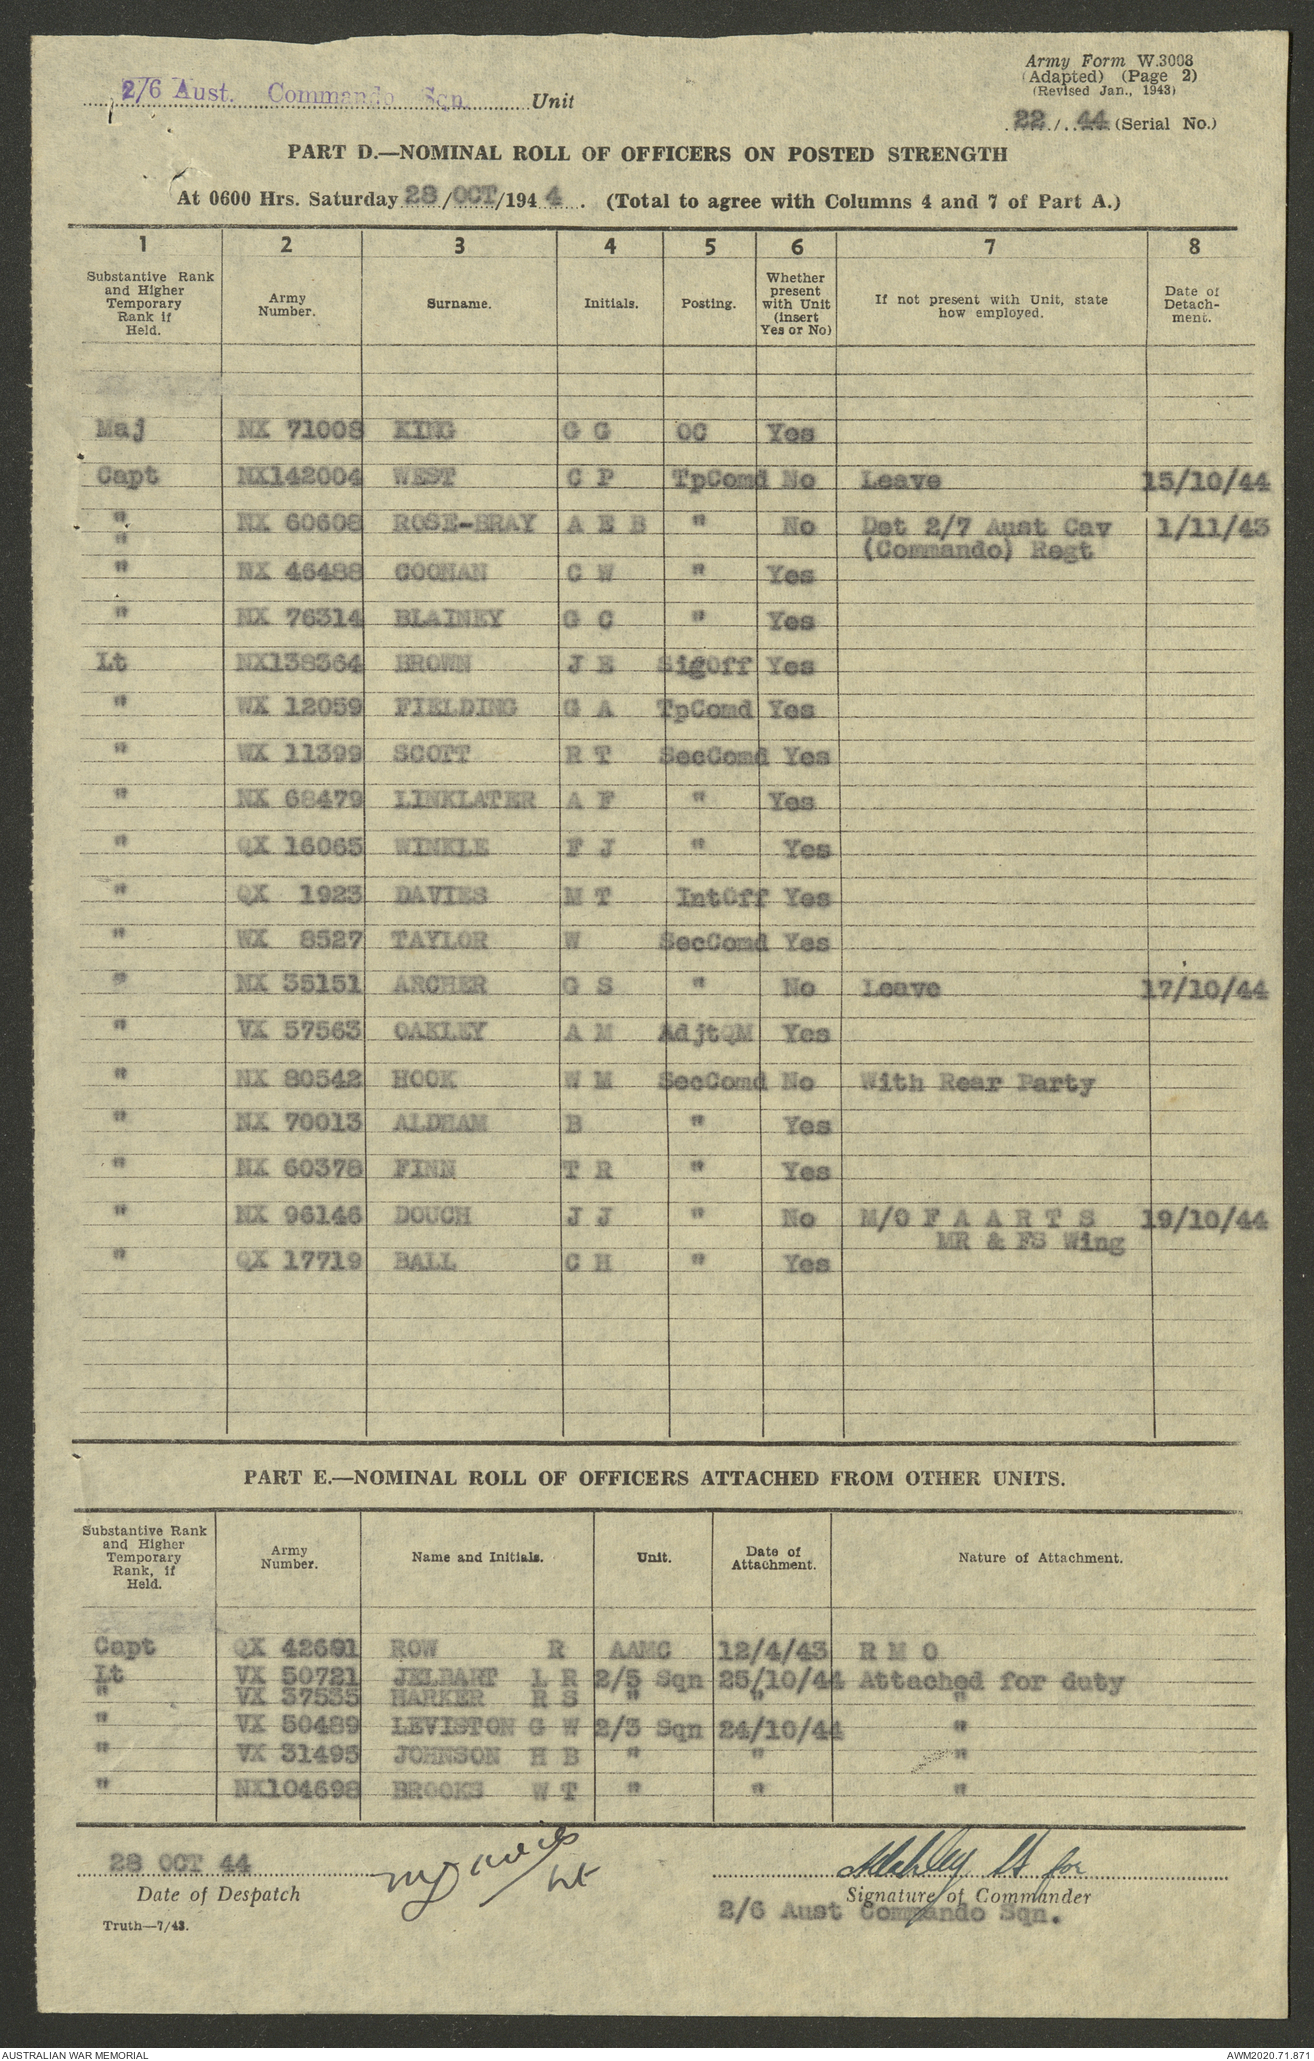 Army Form W.3008
(Adapted) (Page 2)
(Revised Jan., 1943)
2/6 Aust. Commando Sqn. Unit
22 / 44 (Serial No.)
PART D.—NOMINAL ROLL OF OFFICERS ON POSTED STRENGTH
At 0600 Hrs. Saturday 28/OCT/1944. (Total to agree with Columns 4 and 7 of Part A.)
1 2 3 4 5 6 7 8
Substantive Rank and Higher Temporary Rank if Held. Army Number. Surname. Initials. Posting. Whether present with Unit (insert Yes or No) If not present with Unit, state how employed. Date of Detachment.
Maj NX 71008 KING G G OC Yes
Capt NX142004 WEST C P TpComd No Leave 15/10/44
" NX 60608 ROSE-BRAY A E B " No Det 2/7 Aust Cav 1/11/43
" (Commando) Regt
" NX 46488 COONAN C W " Yes
" NX 76314 BLAINEY G C " Yes
Lt NX138364 BROWN J E SigOff Yes
" WX 12059 FIELDING G A TpComd Yes
" WX 11399 SCOTT R T SecComd Yes
" NX 68479 LINKLATER A F " Yes
" QX 16065 WINKLE F J " Yes
" QX 1923 DAVIES M T IntOff Yes
" WX 8527 TAYLOR W SecComd Yes
" NX 35151 ARCHER G S " No Leave 17/10/44
" VX 57563 OAKLEY A M AdjtQM Yes
" NX 80542 HOOK W M SecComd No With Rear Party
" NX 70013 ALDHAM B " Yes
" NX 60378 FINN T R " Yes
" NX 96146 DOUCH J J " No M/O F A A R T S 19/10/44
MR & FS Wing
" QX 17719 BALL C H " Yes
PART E.—NOMINAL ROLL OF OFFICERS ATTACHED FROM OTHER UNITS.
Substantive Rank and Higher Temporary Rank, if Held. Army Number. Name and Initials. Unit. Date of Attachment. Nature of Attachment.
Capt QX 42691 ROW R AAMC 12/4/43 R M O
Lt VX 50721 JELBART L R 2/5 Sqn 25/10/44 Attached for duty
" VX 37535 HARKER R S " " "
" VX 50489 LEVISTON G W 2/3 Sqn 24/10/44 "
" VX 31493 JOHNSON H B " " "
" NX104698 BROOKS W T " " "
28 OCT 44
Date of Despatch
Lt
Lt for
Signature of Commander
2/6 Aust Commando Sqn.
Truth—7/43.
AUSTRALIAN WAR MEMORIAL AWM2020.71.871